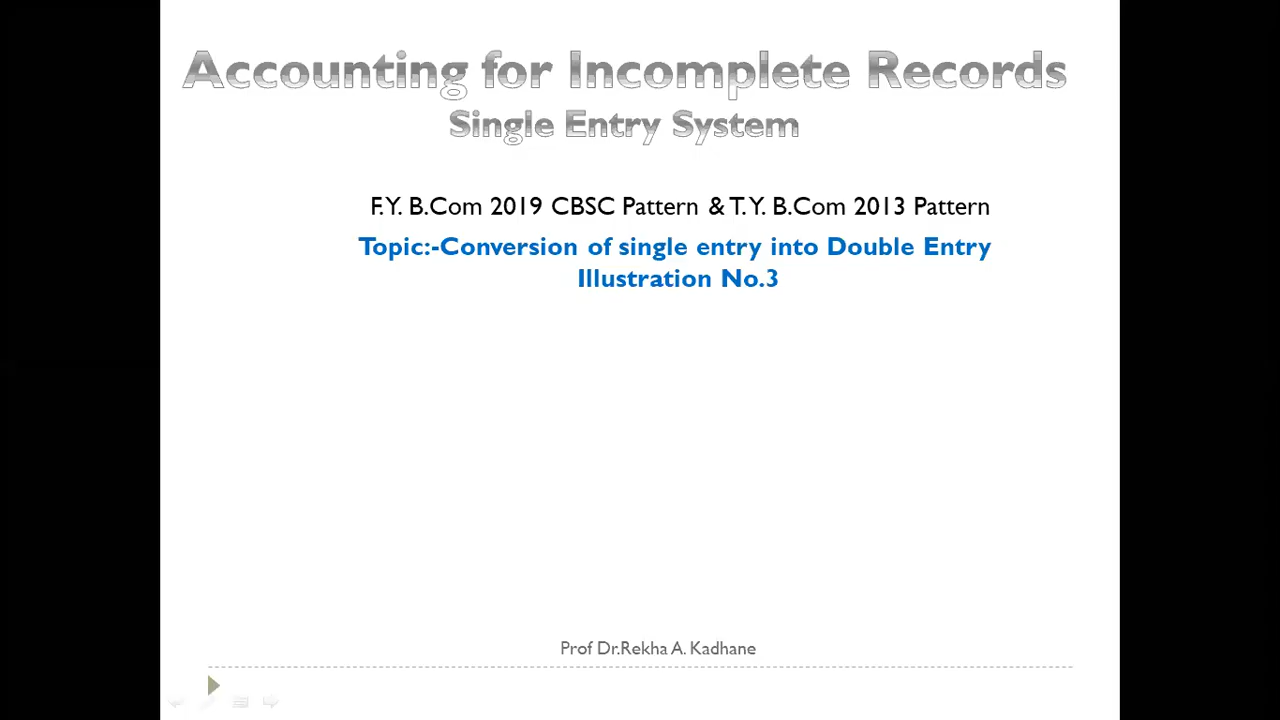 Accounting for Incomplete Records
Single Entry System
F.Y. B.Com 2019 CBSC Pattern & T.Y. B.Com 2013 Pattern
Topic:-Conversion of single entry into Double Entry
Illustration No.3
Prof Dr.Rekha A. Kadhane